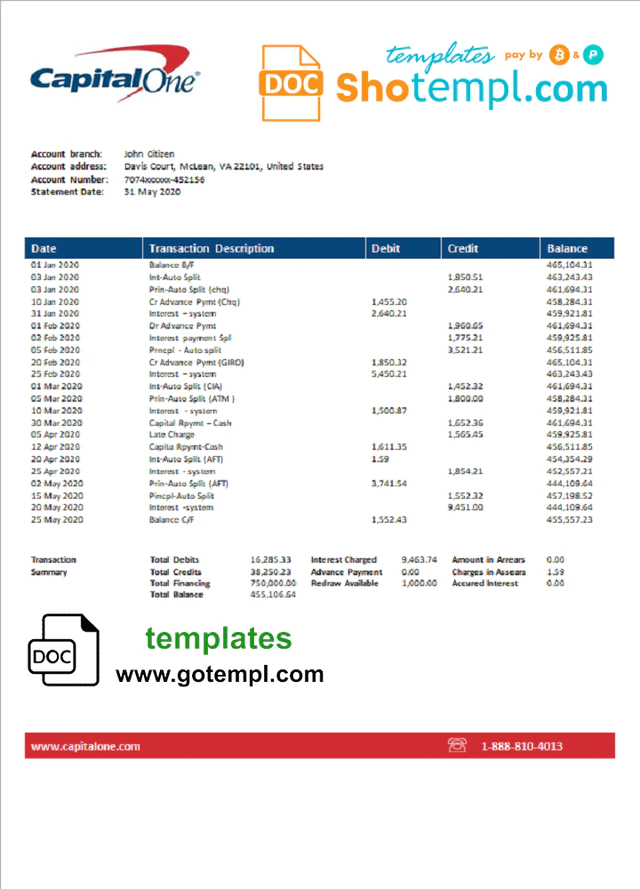 CapitalOne
DOC
templates pay by B & P
Shotempl.com
Account branch: John Citizen
Account address: Davis Court, McLean, VA 22101, United States
Account Number: 7074xxxxxx-452156
Statement Date: 31 May 2020
Date Transaction Description Debit Credit Balance
01 Jan 2020 Balance B/F 465,104.31
03 Jan 2020 Int-Auto Split 1,850.51 463,243.43
03 Jan 2020 Prin-Auto Split (chq) 2,640.21 461,694.31
10 Jan 2020 Cr Advance Pymt (Chq) 1,455.20 458,284.31
31 Jan 2020 Interest – system 2,640.21 459,921.81
01 Feb 2020 Dr Advance Pymt 1,960.65 461,694.31
02 Feb 2020 Interest payment Spl 1,775.21 459,925.81
05 Feb 2020 Prncpl - Auto split 3,521.21 456,511.85
20 Feb 2020 Cr Advance Pymt (GIRO) 1,850.32 465,104.31
25 Feb 2020 Interest – system 5,450.21 463,243.43
01 Mar 2020 Int-Auto Split (CIA) 1,452.32 461,694.31
05 Mar 2020 Prin-Auto Split (ATM ) 1,800.00 458,284.31
10 Mar 2020 Interest - system 1,500.87 459,921.81
30 Mar 2020 Capital Rpymt – Cash 1,652.36 461,694.31
05 Apr 2020 Late Charge 1,565.45 459,925.81
12 Apr 2020 Capita Rpymt-Cash 1,611.35 456,511.85
20 Apr 2020 Int-Auto Split (AFT) 1.59 454,354.29
25 Apr 2020 Interest - system 1,854.21 452,557.21
02 May 2020 Prin-Auto Split (AFT) 3,741.54 444,109.64
15 May 2020 Pincpl-Auto Split 1,552.32 457,198.52
20 May 2020 Interest -system 9,451.00 444,109.64
25 May 2020 Balance C/F 1,552.43 455,557.23
Transaction Total Debits 16,285.33 Interest Charged 9,463.74 Amount in Arrears 0.00
Summary Total Credits 38,250.23 Advance Payment 0.00 Charges in Assears 1.59
Total Financing 750,000.00 Redraw Available 1,000.00 Accured Interest 0.00
Total Balance 455,106.64
DOC
templates
www.gotempl.com
www.capitalone.com 1-888-810-4013